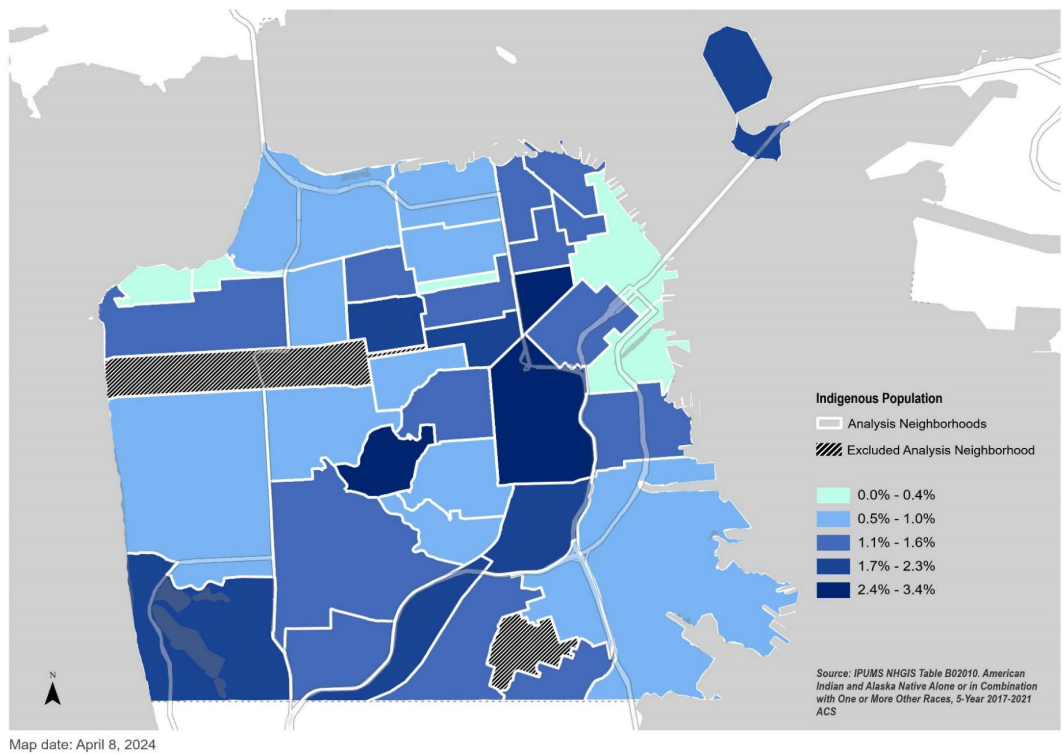 Indigenous Population
Analysis Neighborhoods
Excluded Analysis Neighborhood
0.0% - 0.4%
0.5% - 1.0%
1.1% - 1.6%
1.7% - 2.3%
2.4% - 3.4%
N
Source: IPUMS NHGIS Table B02010. American
Indian and Alaska Native Alone or in Combination
with One or More Other Races, 5-Year 2017-2021
ACS
Map date: April 8, 2024